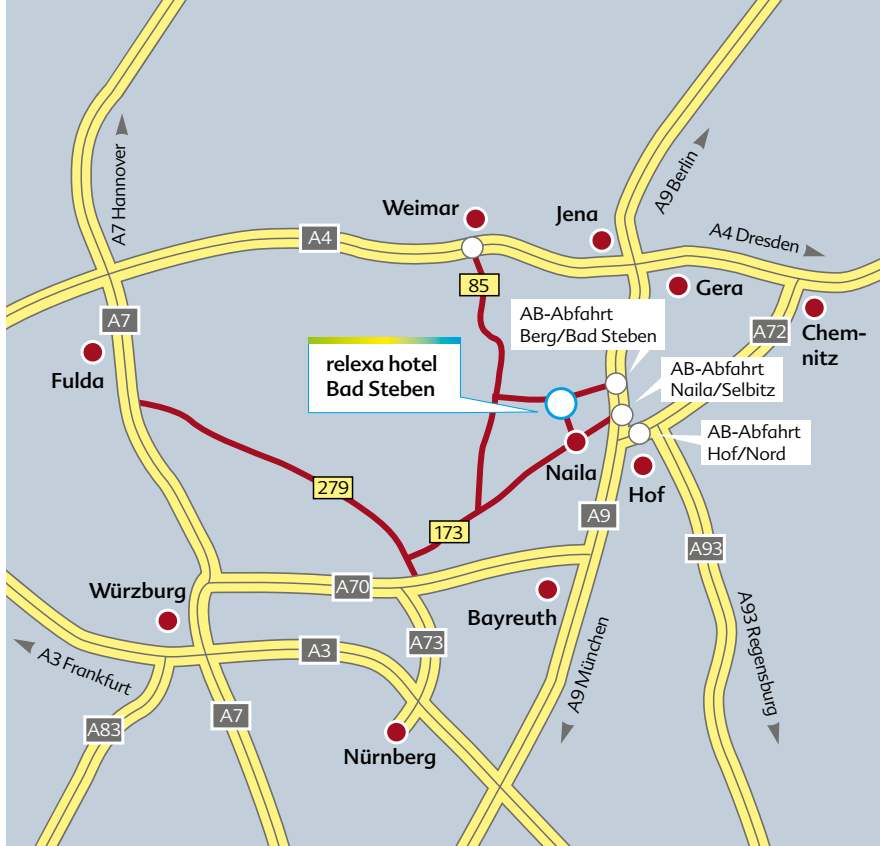 A7 Hannover
A9 Berlin
Weimar
Jena
A4
A4 Dresden
85
Gera
A7
AB-Abfahrt
Berg/Bad Steben
A72
Chem-
nitz
Fulda
relexa hotel
Bad Steben
AB-Abfahrt
Naila/Selbitz
AB-Abfahrt
Hof/Nord
Naila
Hof
279
173
A9
A93
Würzburg
A70
Bayreuth
A73
A3
A3 Frankfurt
A9 München
A93 Regensburg
A83
A7
Nürnberg